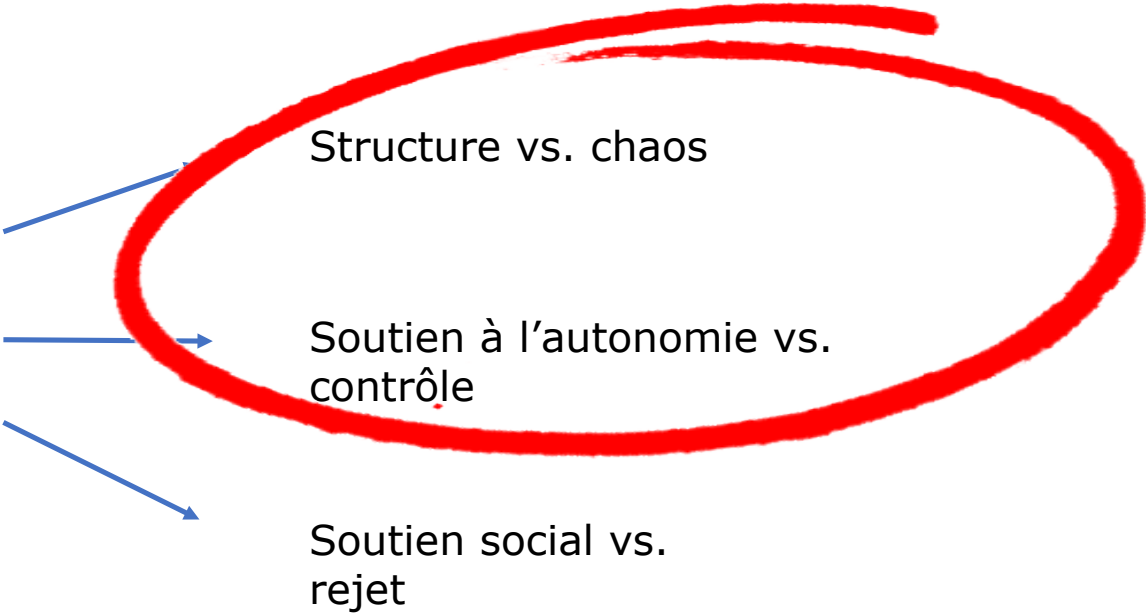 Structure vs. chaos
Soutien à l’autonomie vs.
contrôle
Soutien social vs.
rejet